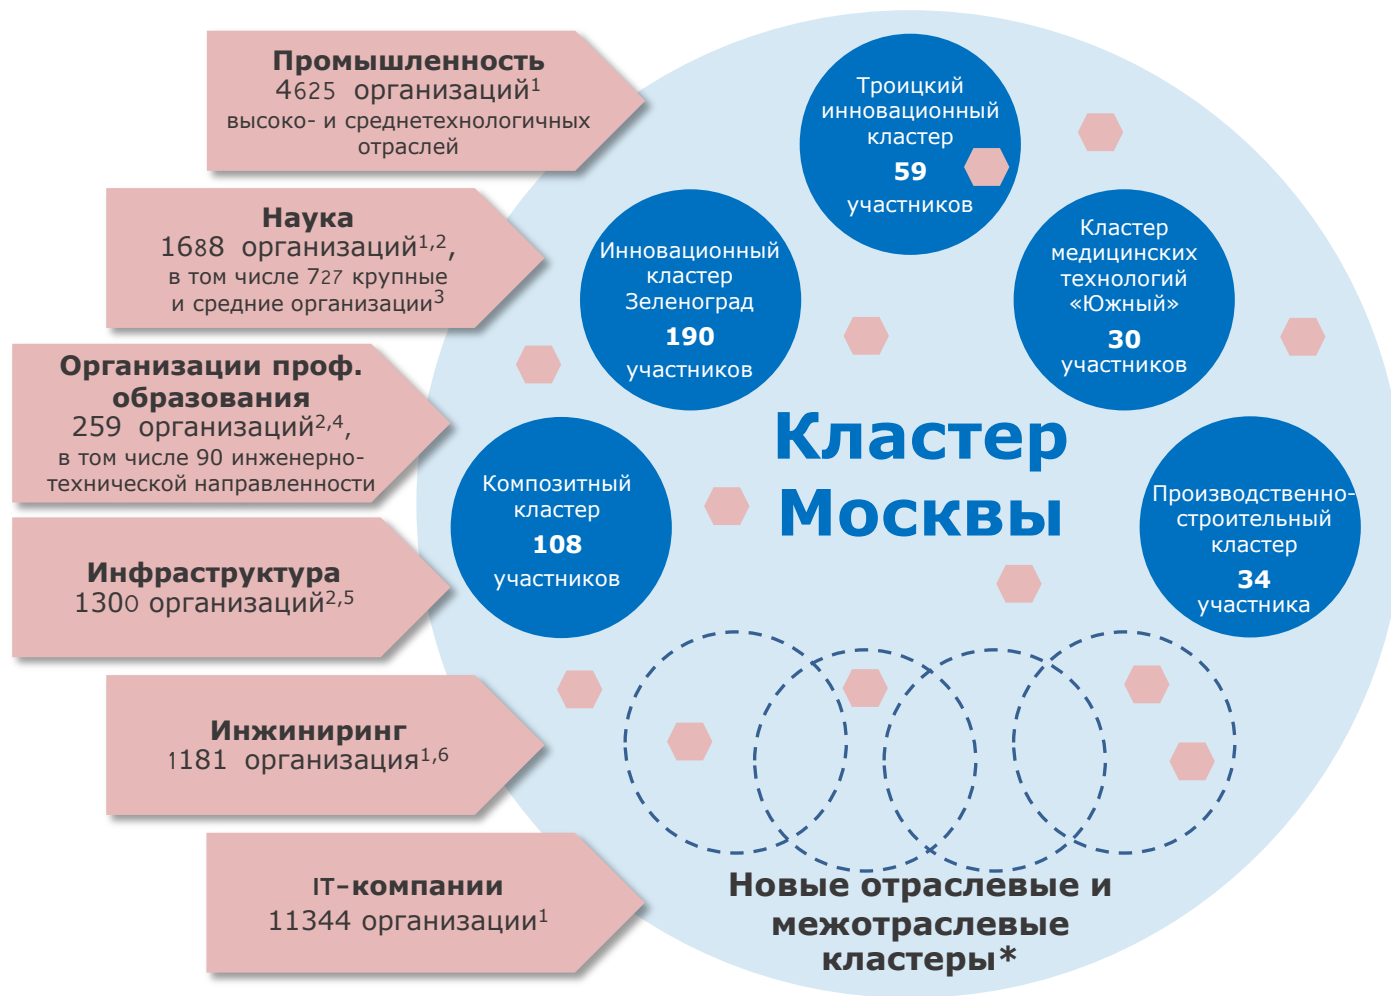 Промышленность
4625 организаций1
высоко- и среднетехнологичных
отраслей
Наука
1688 организаций1,2,
в том числе 727 крупные
и средние организации3
Организации проф.
образования
259 организаций2,4,
в том числе 90 инженерно-
технической направленности
Инфраструктура
1300 организаций2,5
Инжиниринг
1181 организация1,6
IT-компании
11344 организации1
Троицкий
инновационный
кластер
59
участников
Инновационный
кластер
Зеленоград
190
участников
Кластер
медицинских
технологий
«Южный»
30
участников
Композитный
кластер
108
участников
Кластер
Москвы
Производственно-
строительный
кластер
34
участника
Новые отраслевые и
межотраслевые
кластеры*